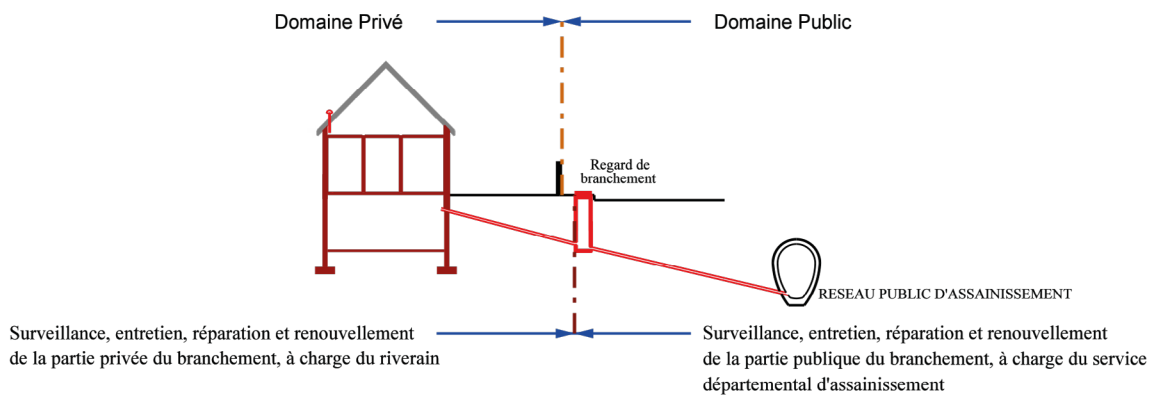 Domaine Privé
Domaine Public
Regard de
branchement
RESEAU PUBLIC D'ASSAINISSEMENT
Surveillance, entretien, réparation et renouvellement
de la partie privée du branchement, à charge du riverain
Surveillance, entretien, réparation et renouvellement
de la partie publique du branchement, à charge du service
départemental d'assainissement